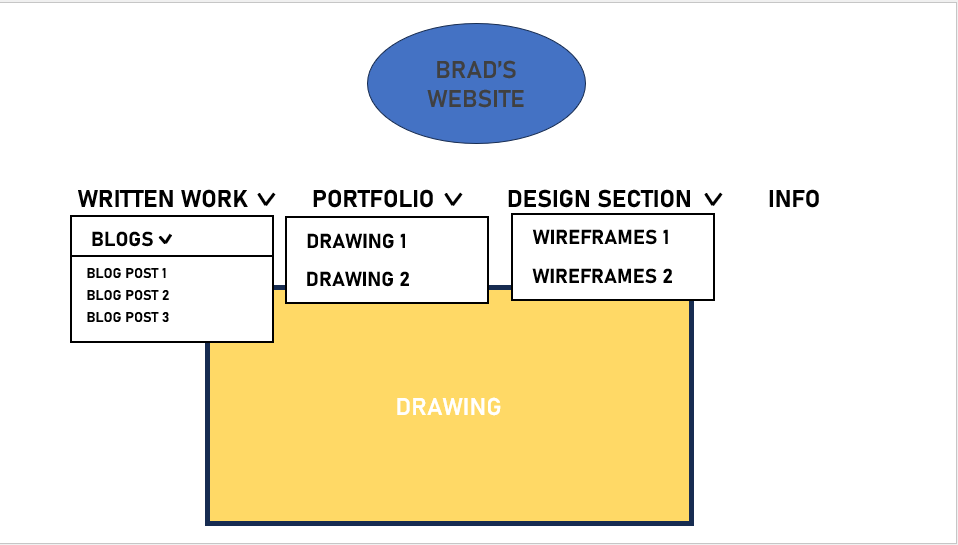 BRAD'S
WEBSITE
WRITTEN WORK
PORTFOLIO
DESIGN SECTION
INFO
BLOGS
BLOG POST 1
BLOG POST 2
BLOG POST 3
DRAWING 1
DRAWING 2
WIREFRAMES 1
WIREFRAMES 2
DRAWING